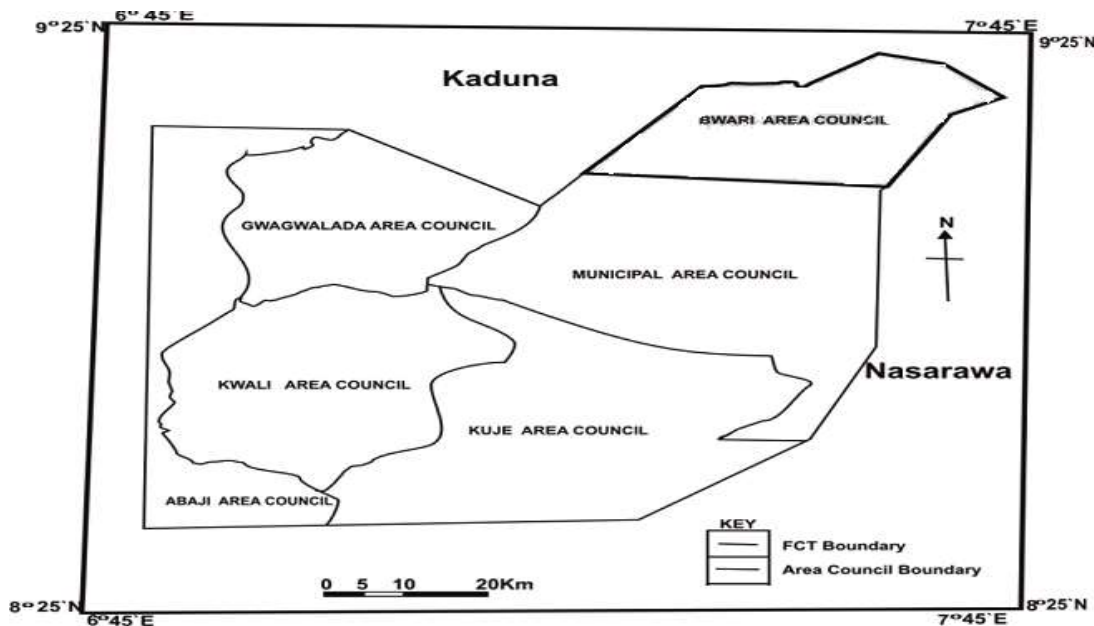 6°45`E
7°45`E
9°25`N
9°25`N
Kaduna
BWARI AREA COUNCIL
GWAGWALADA AREA COUNCIL
N
MUNICIPAL AREA COUNCIL
Nasarawa
KWALI AREA COUNCIL
KUJE AREA COUNCIL
ABAJI AREA COUNCIL
KEY
FCT Boundary
Area Council Boundary
0 5 10 20Km
8°25`N
8°25`N
6°45`E
7°45`E